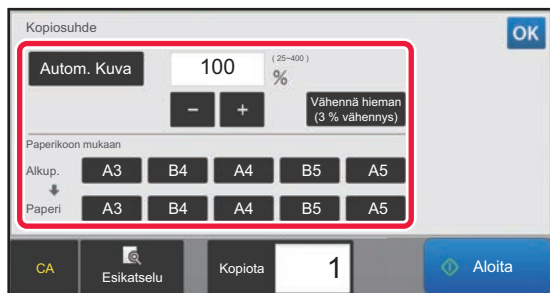 Kopiosuhde
OK
Autom. Kuva
100
(25~400)
%
− +
Vähennä hieman
(3 % vähennys)
Paperikoon mukaan
Alkup. A3 B4 A4 B5 A5
Paperi A3 B4 A4 B5 A5
CA
Esikatselu
Kopiota
1
Aloita